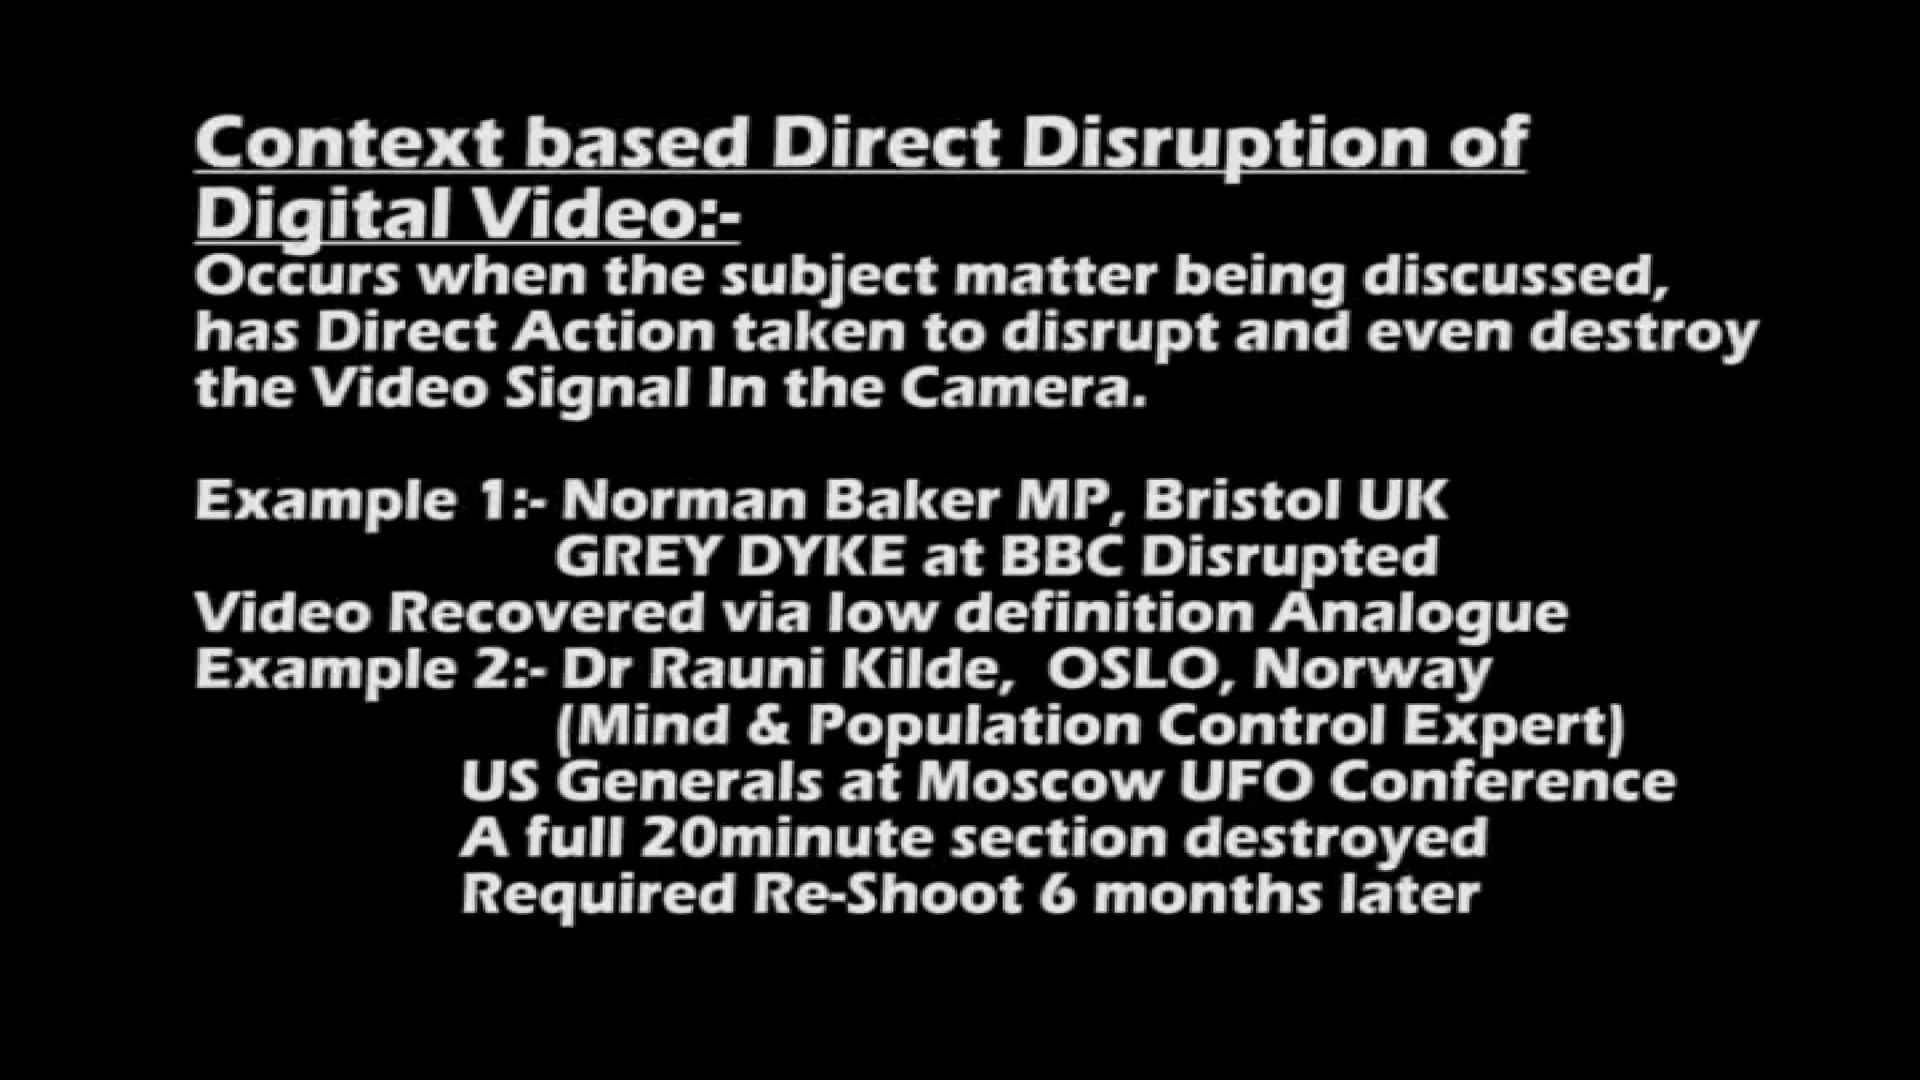 Context based Direct Disruption of
Digital Video:-
Occurs when the subject matter being discussed,
has Direct Action taken to disrupt and even destroy
the Video Signal In the Camera.
Example 1:- Norman Baker MP, Bristol UK
GREY DYKE at BBC Disrupted
Video Recovered via low definition Analogue
Example 2:- Dr Rauni Kilde, OSLO, Norway
(Mind & Population Control Expert)
US Generals at Moscow UFO Conference
A full 20minute section destroyed
Required Re-Shoot 6 months later